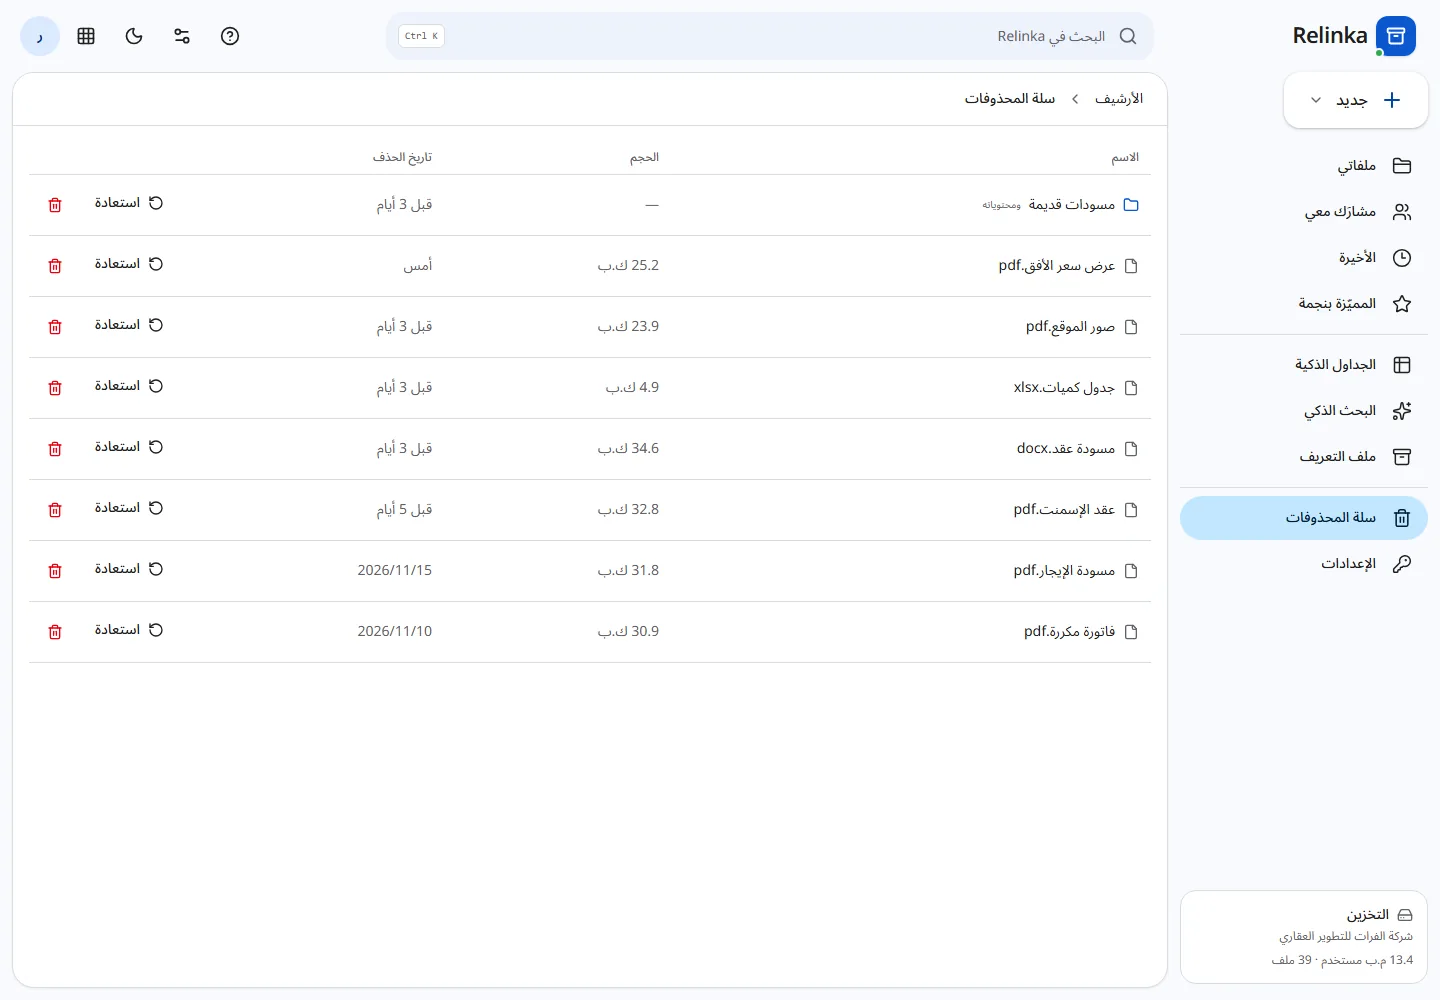 Relinka
البحث في Relinka
Ctrl K
ر
جديد
ملفاتي
مشارَك معي
الأخيرة
المميّزة بنجمة
الجداول الذكية
البحث الذكي
ملف التعريف
سلة المحذوفات
الإعدادات
التخزين
شركة الفرات للتطوير العقاري
13.4 م.ب مستخدم · 39 ملف
الأرشيف
سلة المحذوفات
الاسم الحجم تاريخ الحذف
مسودات قديمة ومحتوياته — قبل 3 أيام استعادة
عرض سعر الأفق.pdf 25.2 ك.ب أمس استعادة
صور الموقع.pdf 23.9 ك.ب قبل 3 أيام استعادة
جدول كميات.xlsx 4.9 ك.ب قبل 3 أيام استعادة
مسودة عقد.docx 34.6 ك.ب قبل 3 أيام استعادة
عقد الإسمنت.pdf 32.8 ك.ب قبل 5 أيام استعادة
مسودة الإيجار.pdf 31.8 ك.ب 2026/11/15 استعادة
فاتورة مكررة.pdf 30.9 ك.ب 2026/11/10 استعادة